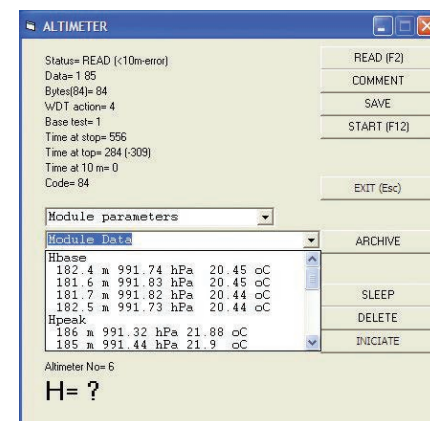 ALTIMETER
Status= READ (<10m-error)
Data= 1 85
Bytes(84)= 84
WDT action= 4
Base test= 1
Time at stop= 556
Time at top= 284 (-309)
Time at 10 m= 0
Code= 84
READ (F2)
COMMENT
SAVE
START (F12)
EXIT (Esc)
Module parameters
Module Data
ARCHIVE
Hbase
182.4 m 991.74 hPa 20.45 oC
181.6 m 991.83 hPa 20.45 oC
181.7 m 991.82 hPa 20.44 oC
182.5 m 991.73 hPa 20.44 oC
Hpeak
186 m 991.32 hPa 21.88 oC
185 m 991.44 hPa 21.9 oC
SLEEP
DELETE
INICIATE
Altimeter No= 6
H= ?